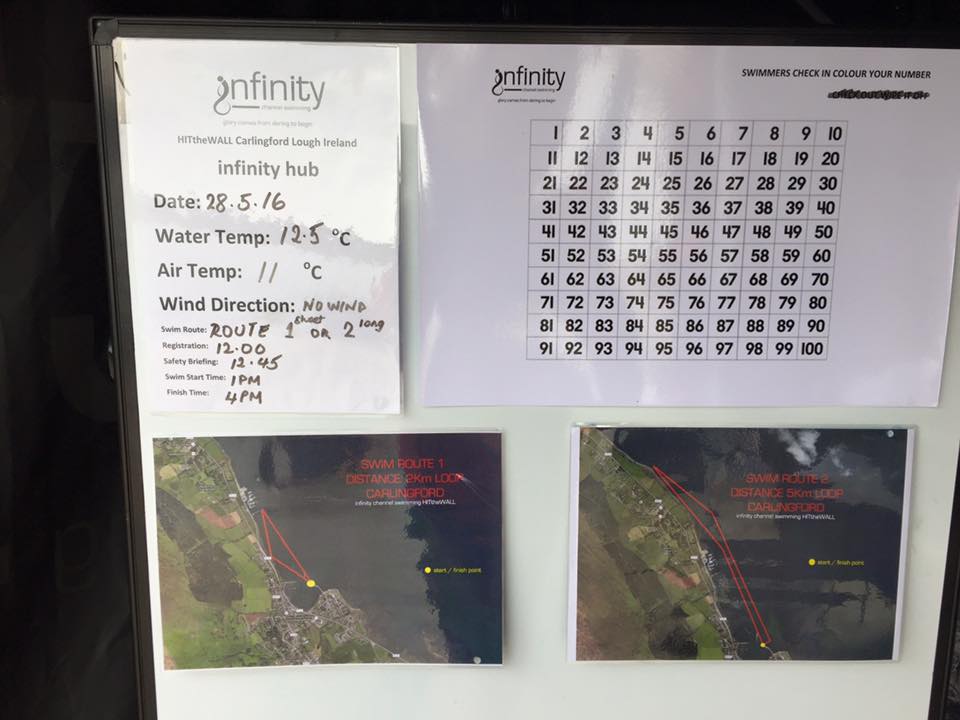 infinity
channel swimming
glory comes from daring to begin
HITtheWALL Carlingford Lough Ireland
infinity hub
Date: 28.5.16
Water Temp: 12.5 °C
Air Temp: 11 °C
Wind Direction: NO WIND
Swim Route: ROUTE 1 short OR 2 long
Registration: 12.00
Safety Briefing: 12.45
Swim Start Time: 1PM
Finish Time: 4PM
infinity
channel swimming
glory comes from daring to begin
SWIMMERS CHECK IN COLOUR YOUR NUMBER
1 2 3 4 5 6 7 8 9 10
11 12 13 14 15 16 17 18 19 20
21 22 23 24 25 26 27 28 29 30
31 32 33 34 35 36 37 38 39 40
41 42 43 44 45 46 47 48 49 50
51 52 53 54 55 56 57 58 59 60
61 62 63 64 65 66 67 68 69 70
71 72 73 74 75 76 77 78 79 80
81 82 83 84 85 86 87 88 89 90
91 92 93 94 95 96 97 98 99 100
SWIM ROUTE 1
DISTANCE 2Km LOOP
CARLINGFORD
infinity channel swimming HITtheWALL
start / finish point
SWIM ROUTE 2
DISTANCE 5Km LOOP
CARLINGFORD
infinity channel swimming HITtheWALL
start / finish point